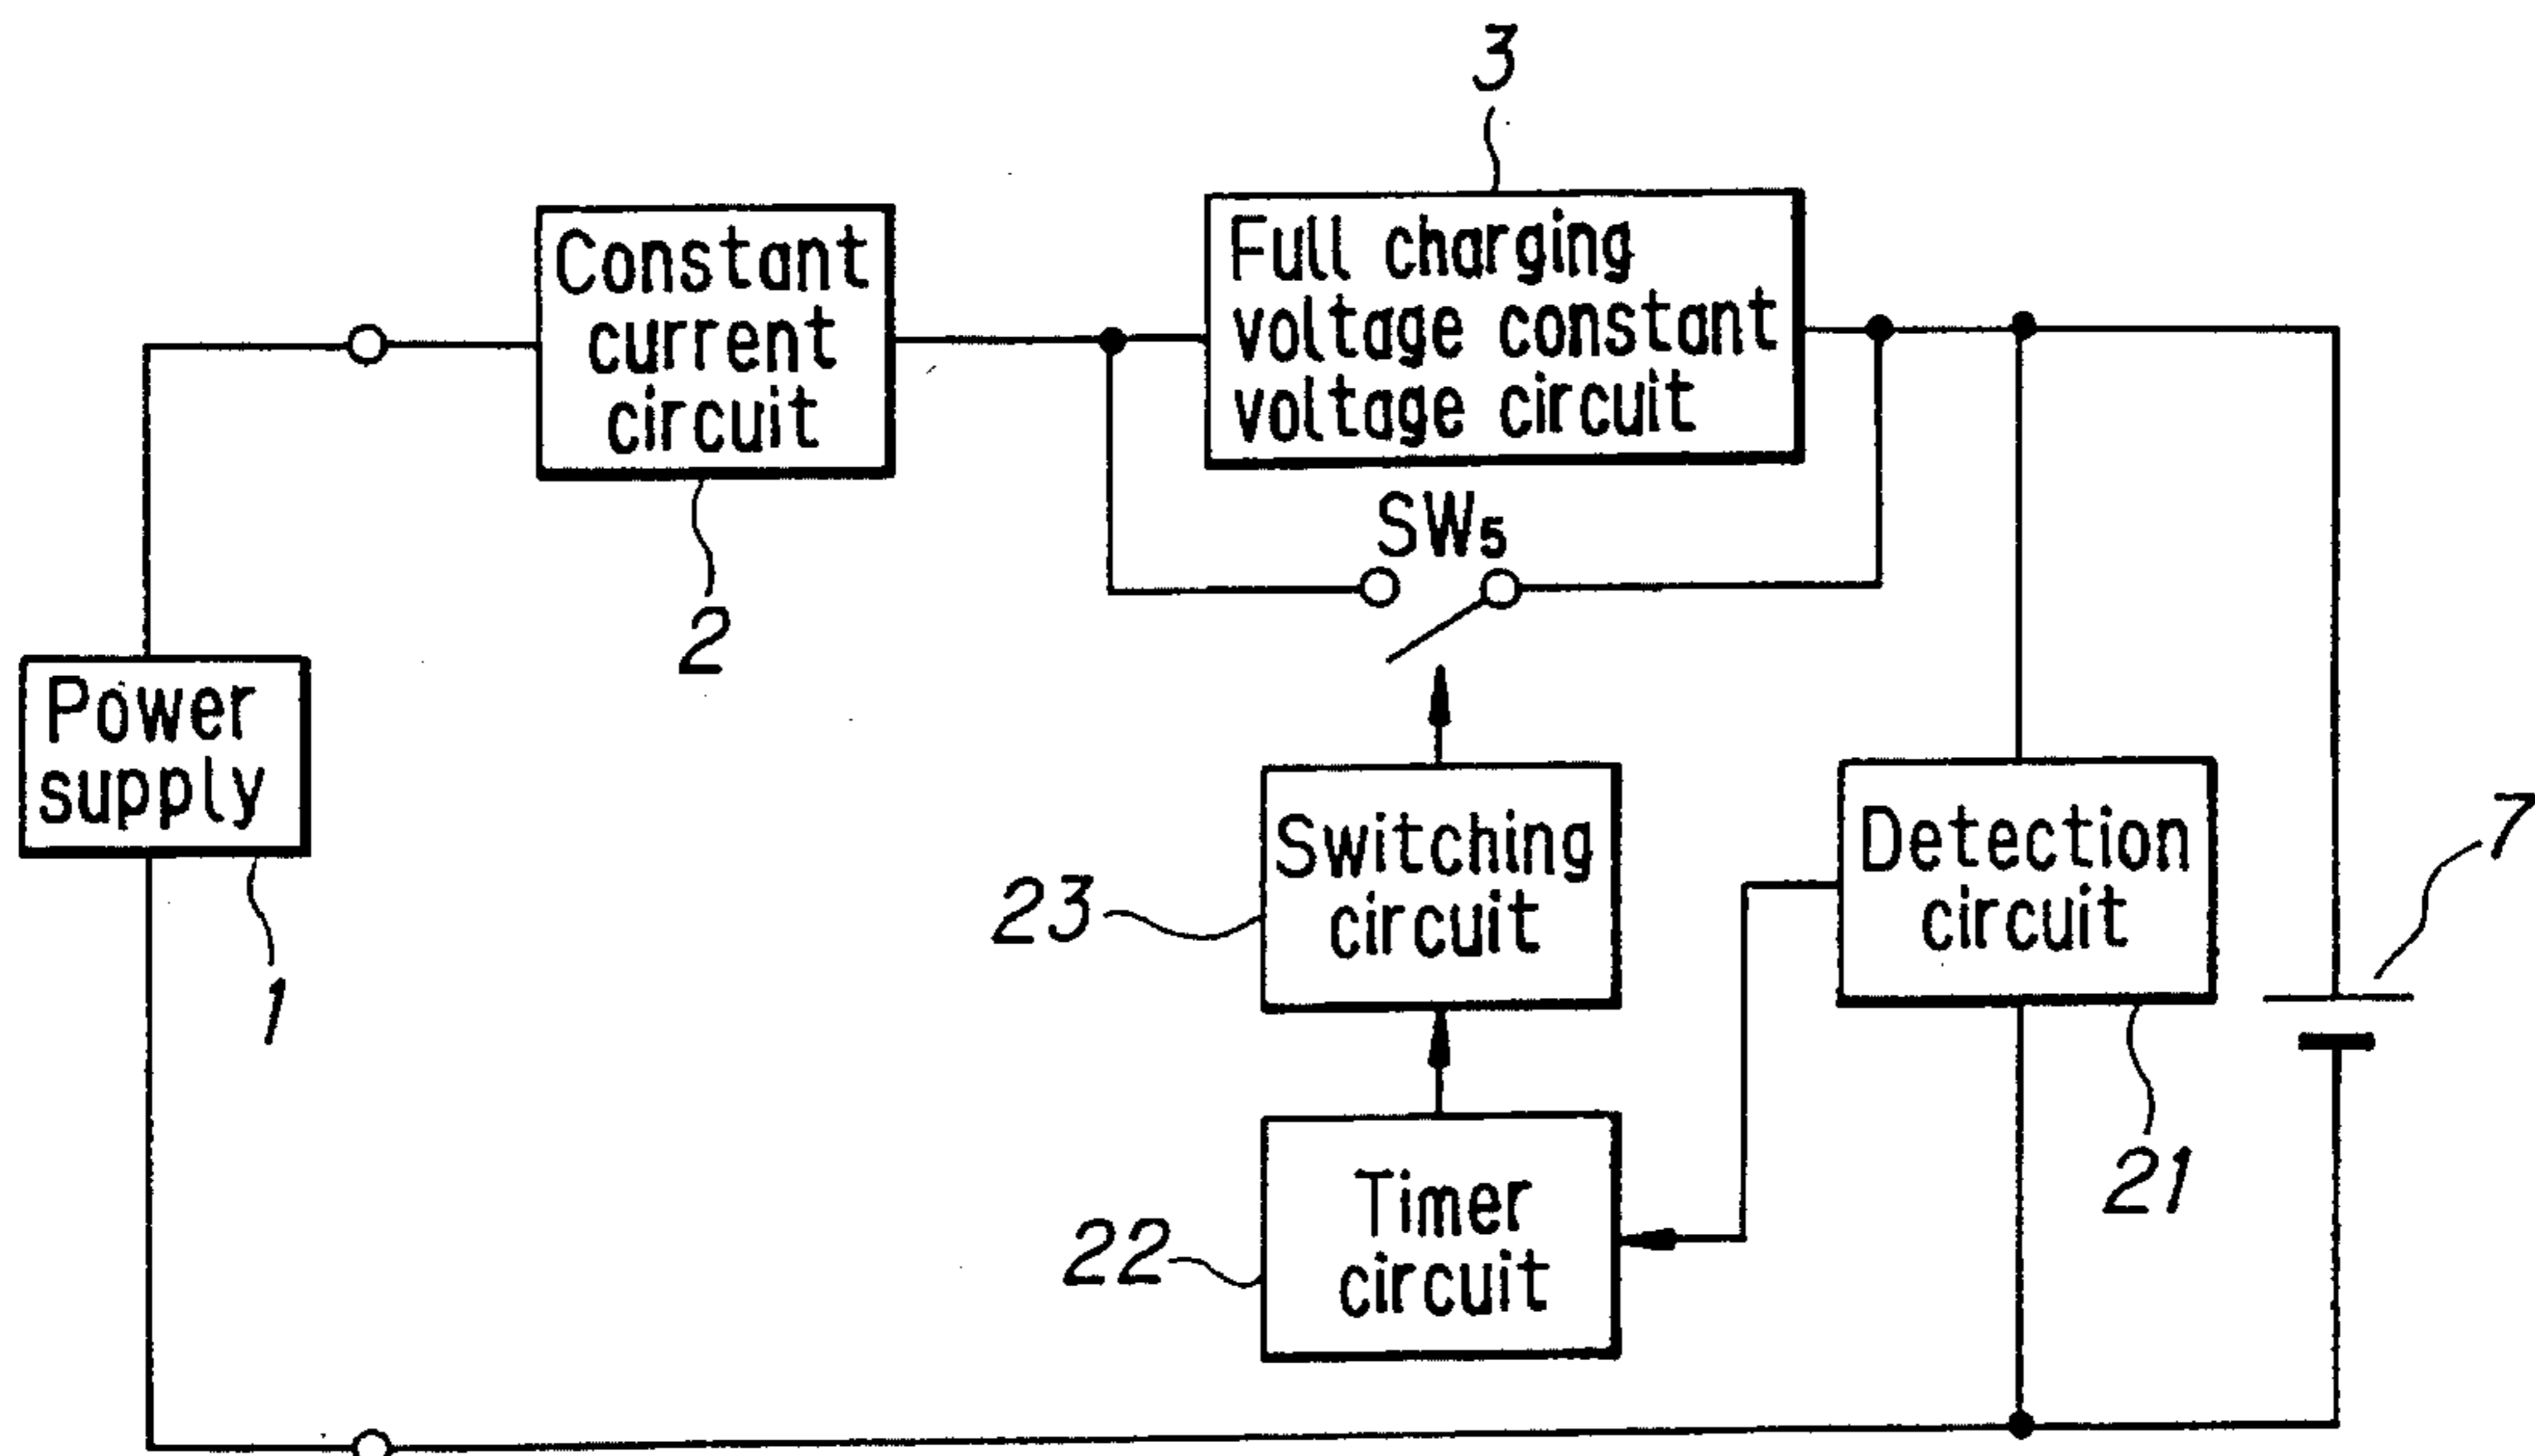 3
Constant
current
circuit
Full charging
voltage constant
voltage circuit
SW5
2
Power
supply
1
Switching
circuit
23
Detection
circuit
7
21
Timer
circuit
22